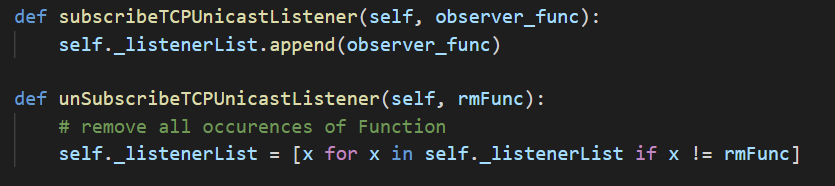 def subscribeTCPUnicastListener(self, observer_func):
    self._listenerList.append(observer_func)

def unSubscribeTCPUnicastListener(self, rmFunc):
    # remove all occurences of Function
    self._listenerList = [x for x in self._listenerList if x != rmFunc]